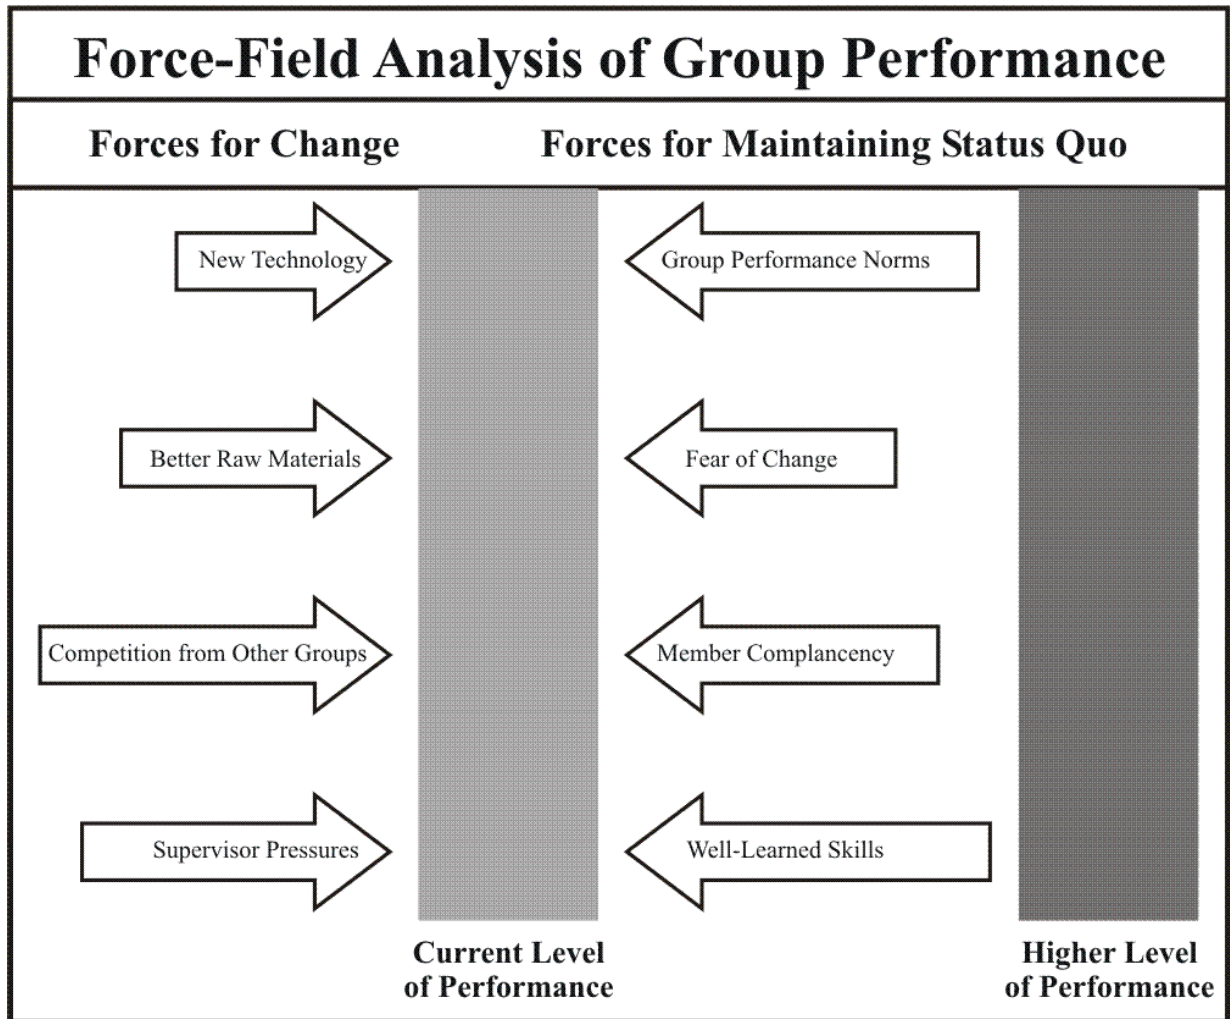 Force-Field Analysis of Group Performance
Forces for Change
Forces for Maintaining Status Quo
New Technology
Group Performance Norms
Better Raw Materials
Fear of Change
Competition from Other Groups
Member Complancency
Supervisor Pressures
Well-Learned Skills
Current Level
of Performance
Higher Level
of Performance